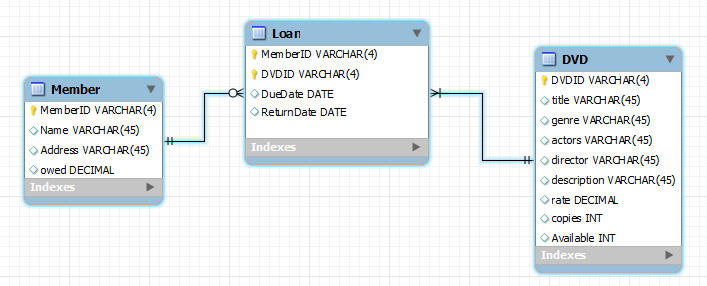 Member
MemberID VARCHAR(4)
Name VARCHAR(45)
Address VARCHAR(45)
owed DECIMAL
Indexes
Loan
MemberID VARCHAR(4)
DVDID VARCHAR(4)
DueDate DATE
ReturnDate DATE
Indexes
DVD
DVDID VARCHAR(4)
title VARCHAR(45)
genre VARCHAR(45)
actors VARCHAR(45)
director VARCHAR(45)
description VARCHAR(45)
rate DECIMAL
copies INT
Available INT
Indexes